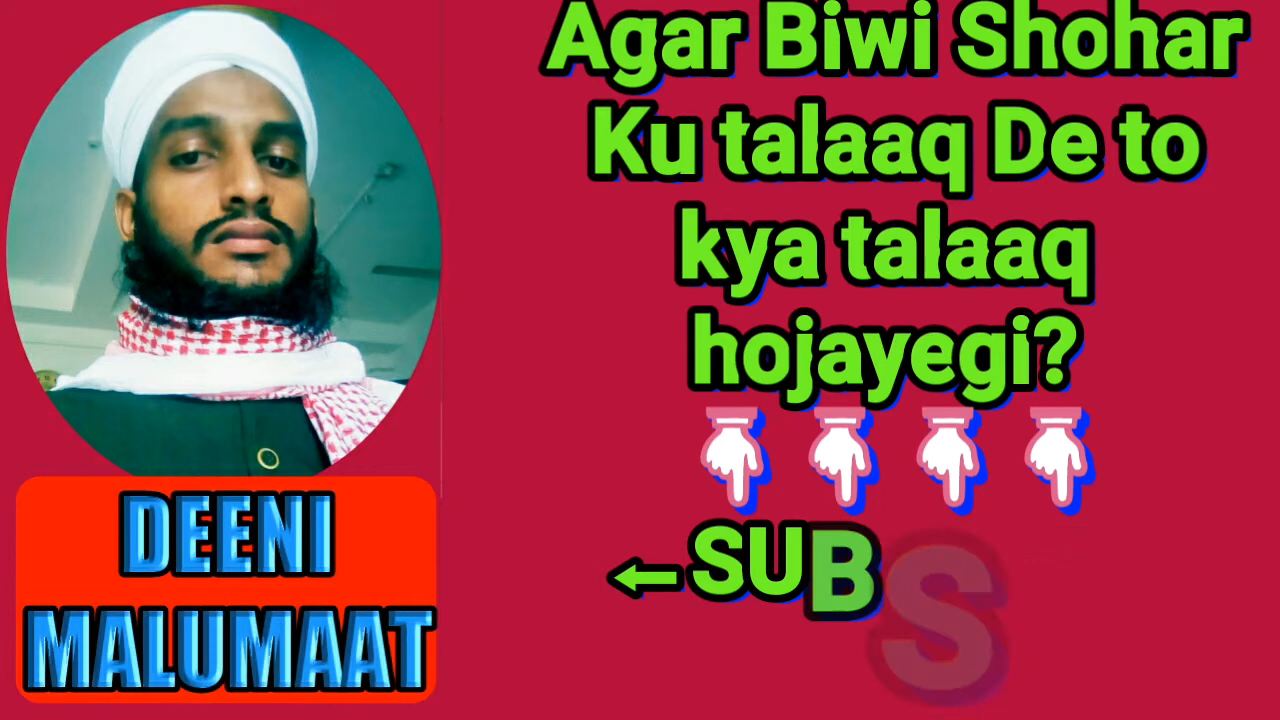 Agar Biwi Shohar
Ku talaaq De to
kya talaaq
hojayegi?
←SUBS
DEENI
MALUMAAT